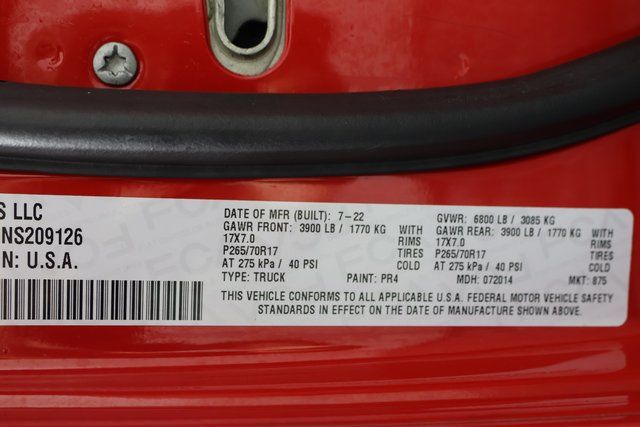 S LLC
NS209126
N: U.S.A.
DATE OF MFR (BUILT): 7-22 GVWR: 6800 LB / 3085 KG
GAWR FRONT: 3900 LB / 1770 KG WITH GAWR REAR: 3900 LB / 1770 KG WITH
17X7.0 RIMS 17X7.0 RIMS
P265/70R17 TIRES P265/70R17 TIRES
AT 275 kPa / 40 PSI COLD AT 275 kPa / 40 PSI COLD
TYPE: TRUCK PAINT: PR4 MDH: 072014 MKT: 875
THIS VEHICLE CONFORMS TO ALL APPLICABLE U.S.A. FEDERAL MOTOR VEHICLE SAFETY
STANDARDS IN EFFECT ON THE DATE OF MANUFACTURE SHOWN ABOVE.